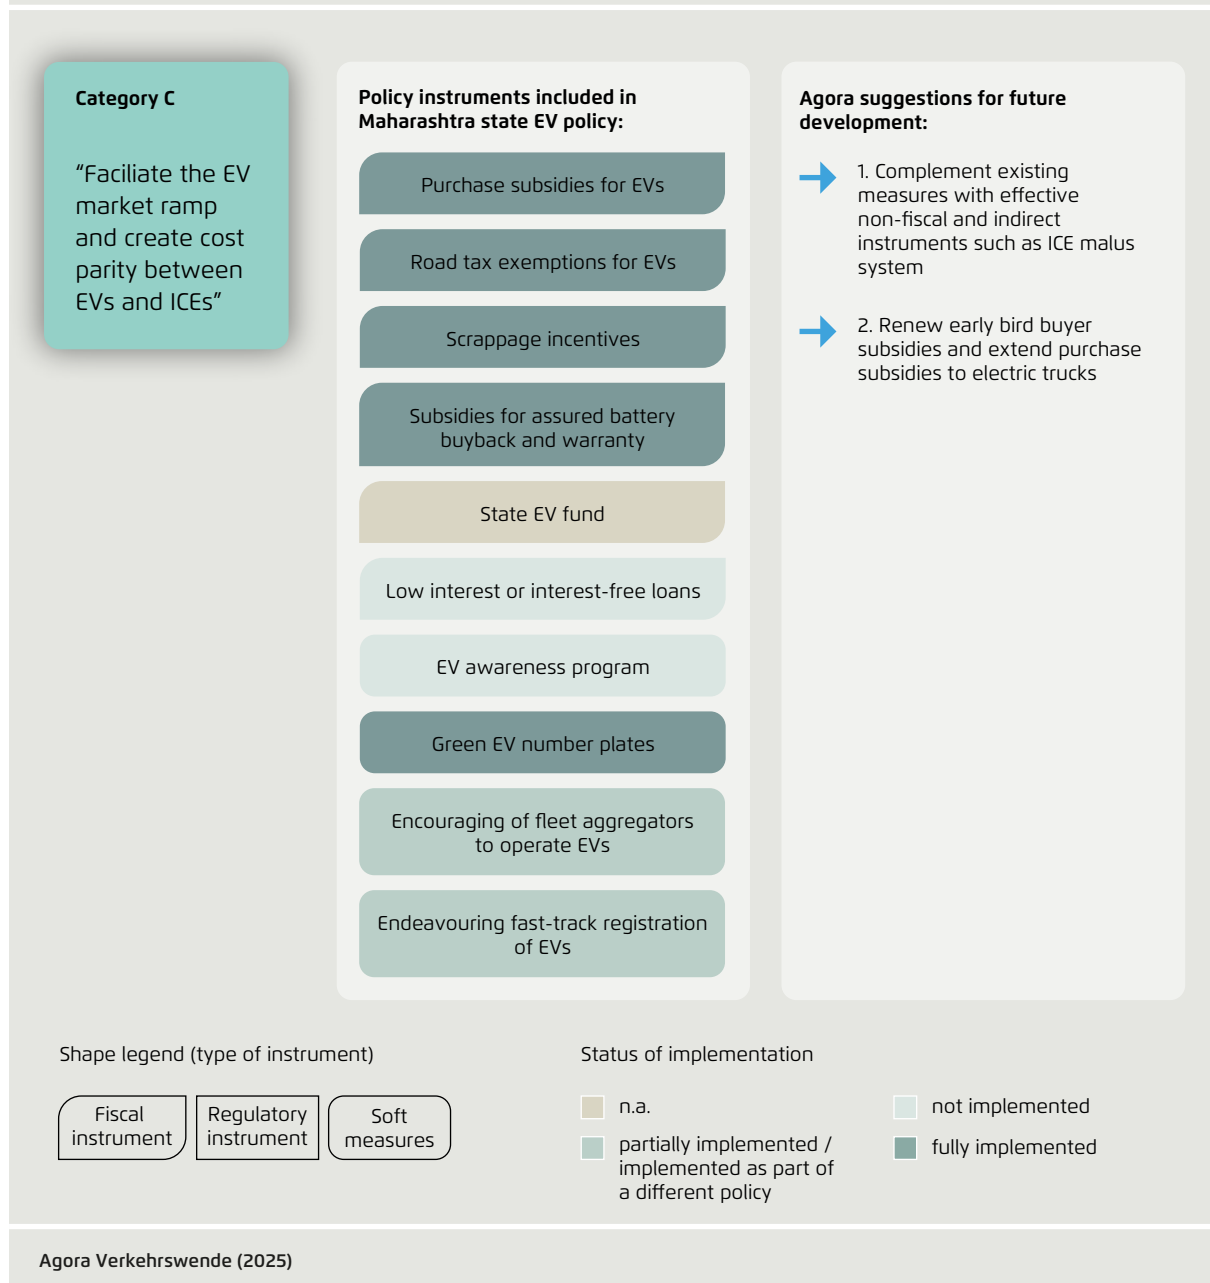 Category C
“Faciliate the EV
market ramp
and create cost
parity between
EVs and ICEs”
Policy instruments included in
Maharashtra state EV policy:
Purchase subsidies for EVs
Road tax exemptions for EVs
Scrappage incentives
Subsidies for assured battery
buyback and warranty
State EV fund
Low interest or interest-free loans
EV awareness program
Green EV number plates
Encouraging of fleet aggregators
to operate EVs
Endeavouring fast-track registration
of EVs
Agora suggestions for future
development:
1. Complement existing
measures with effective
non-fiscal and indirect
instruments such as ICE malus
system
2. Renew early bird buyer
subsidies and extend purchase
subsidies to electric trucks
Shape legend (type of instrument)
Fiscal
instrument
Regulatory
instrument
Soft
measures
Status of implementation
n.a.
partially implemented /
implemented as part of
a different policy
not implemented
fully implemented
Agora Verkehrswende (2025)